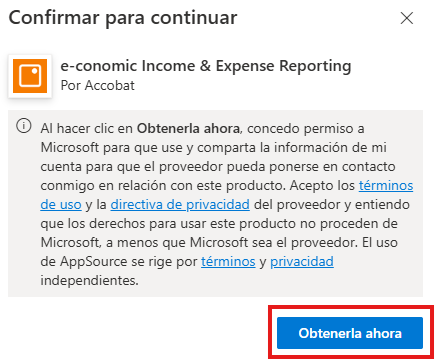 Confirmar para continuar
e-conomic Income & Expense Reporting
Por Accobat
Al hacer clic en Obtenerla ahora, concedo permiso a
Microsoft para que use y comparta la información de mi
cuenta para que el proveedor pueda ponerse en contacto
conmigo en relación con este producto. Acepto los términos
de uso y la directiva de privacidad del proveedor y entiendo
que los derechos para usar este producto no proceden de
Microsoft, a menos que Microsoft sea el proveedor. El uso
de AppSource se rige por términos y privacidad
independientes.
Obtenerla ahora